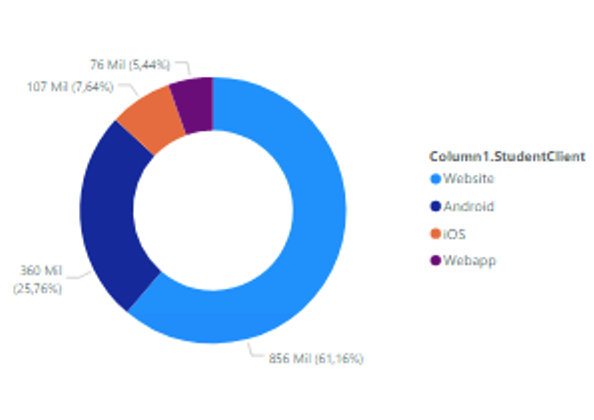 76 Mil (5,44%)
107 Mil (7,64%)
360 Mil
(25,76%)
856 Mil (61,16%)
Column1.StudentClient
Website
Android
iOS
Webapp